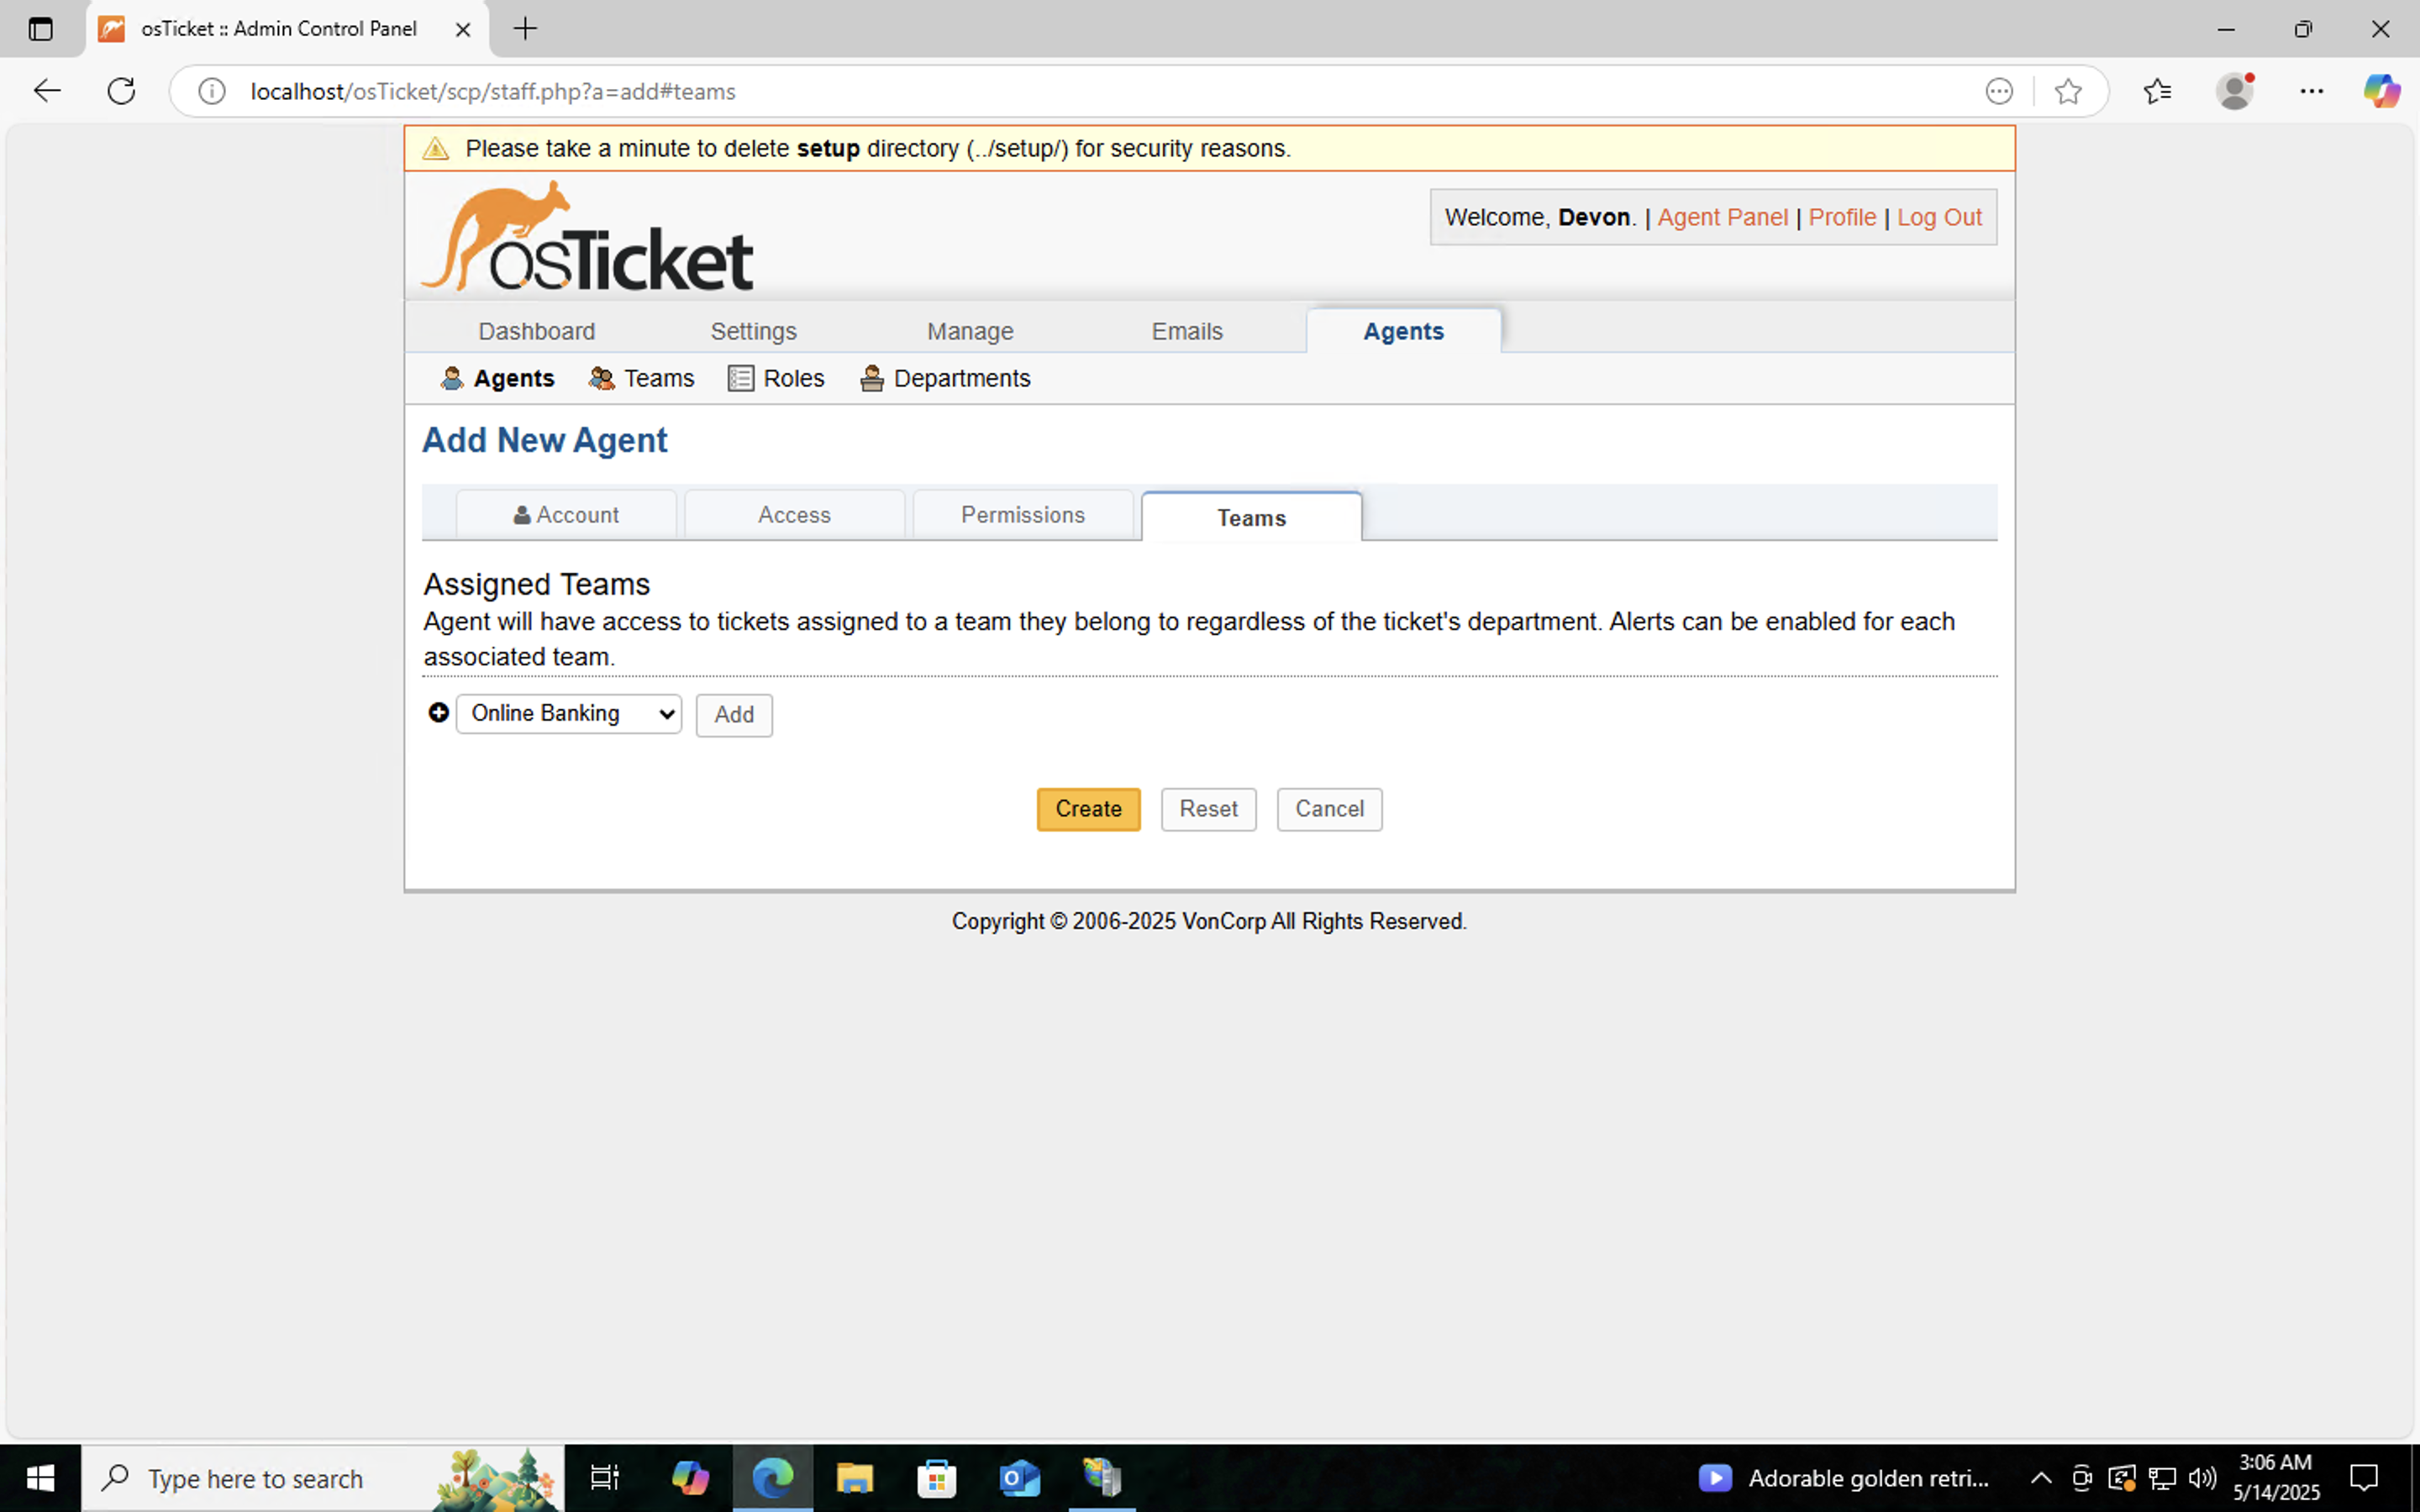 osTicket :: Admin Control Panel
localhost/osTicket/scp/staff.php?a=add#teams
Please take a minute to delete setup directory (../setup/) for security reasons.
osTicket
Welcome, Devon. | Agent Panel | Profile | Log Out
Dashboard Settings Manage Emails Agents
Agents Teams Roles Departments
Add New Agent
Account Access Permissions Teams
Assigned Teams
Agent will have access to tickets assigned to a team they belong to regardless of the ticket's department. Alerts can be enabled for each
associated team.
Online Banking Add
Create Reset Cancel
Copyright © 2006-2025 VonCorp All Rights Reserved.
Type here to search
Adorable golden retri...
3:06 AM
5/14/2025